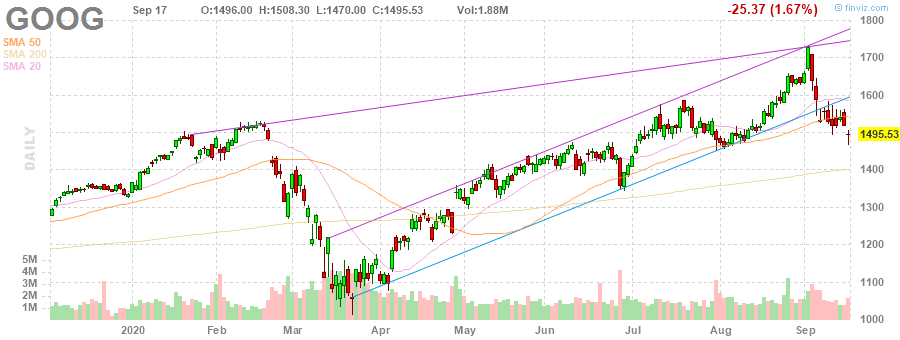 GOOG
Sep 17 O:1496.00 H:1508.30 L:1470.00 C:1495.53 Vol:1.88M -25.37 (1.67%)
© finviz.com
SMA 50
SMA 200
SMA 20
DAILY
1800
1700
1600
1500
1495.53
1400
1300
1200
1100
1000
5M
4M
3M
2M
1M
2020 Feb Mar Apr May Jun Jul Aug Sep